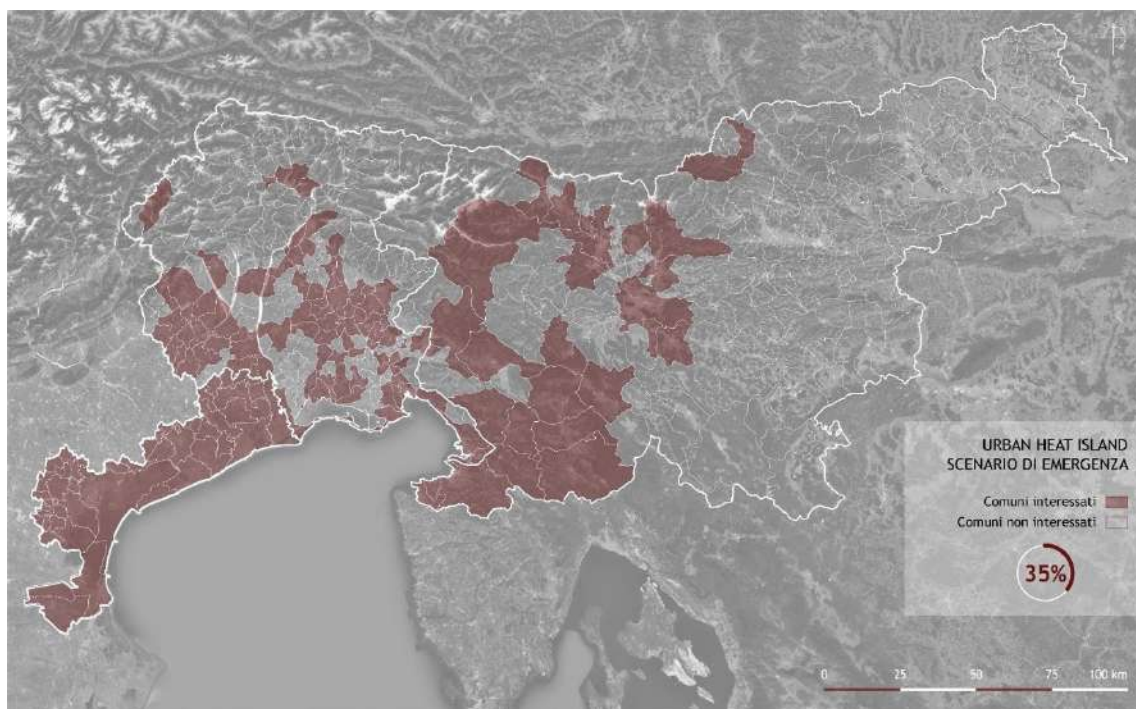 URBAN HEAT ISLAND
SCENARIO DI EMERGENZA
Comuni interessati
Comuni non interessati
35%
0 25 50 75 100 km